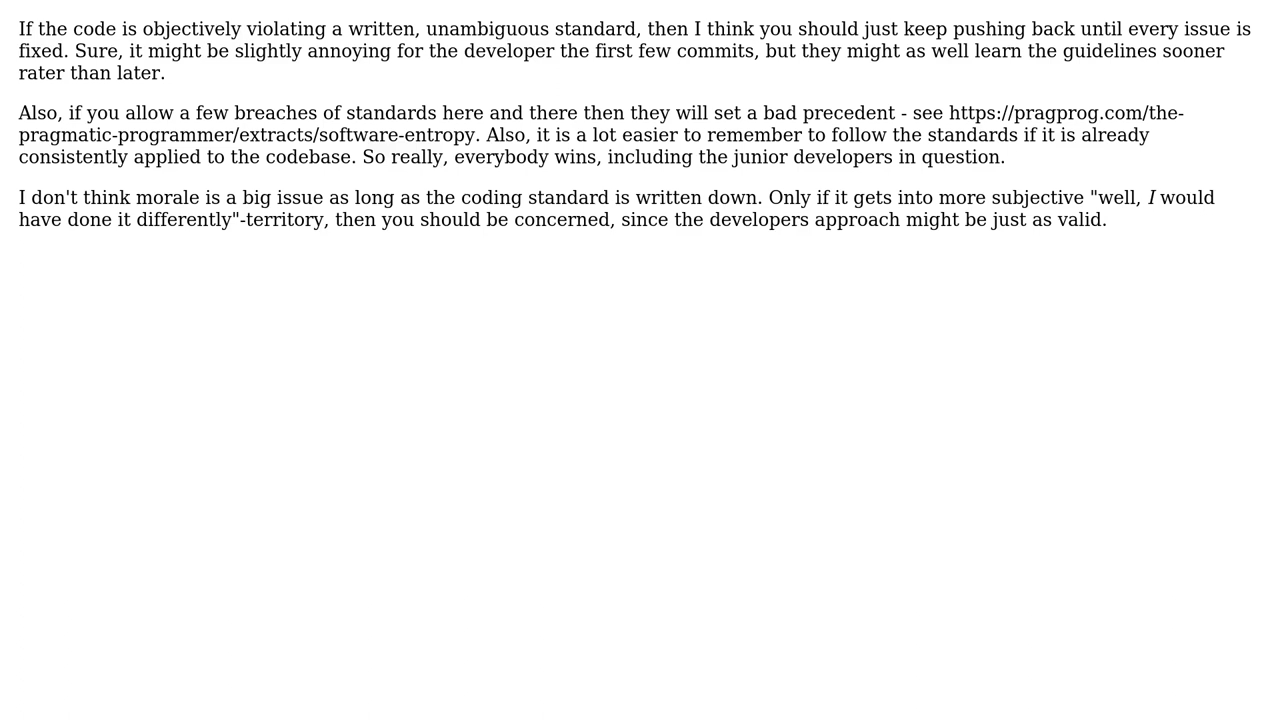 If the code is objectively violating a written, unambiguous standard, then I think you should just keep pushing back until every issue is
fixed. Sure, it might be slightly annoying for the developer the first few commits, but they might as well learn the guidelines sooner
rater than later.
Also, if you allow a few breaches of standards here and there then they will set a bad precedent - see https://pragprog.com/the-
pragmatic-programmer/extracts/software-entropy. Also, it is a lot easier to remember to follow the standards if it is already
consistently applied to the codebase. So really, everybody wins, including the junior developers in question.
I don't think morale is a big issue as long as the coding standard is written down. Only if it gets into more subjective "well, I would
have done it differently"-territory, then you should be concerned, since the developers approach might be just as valid.